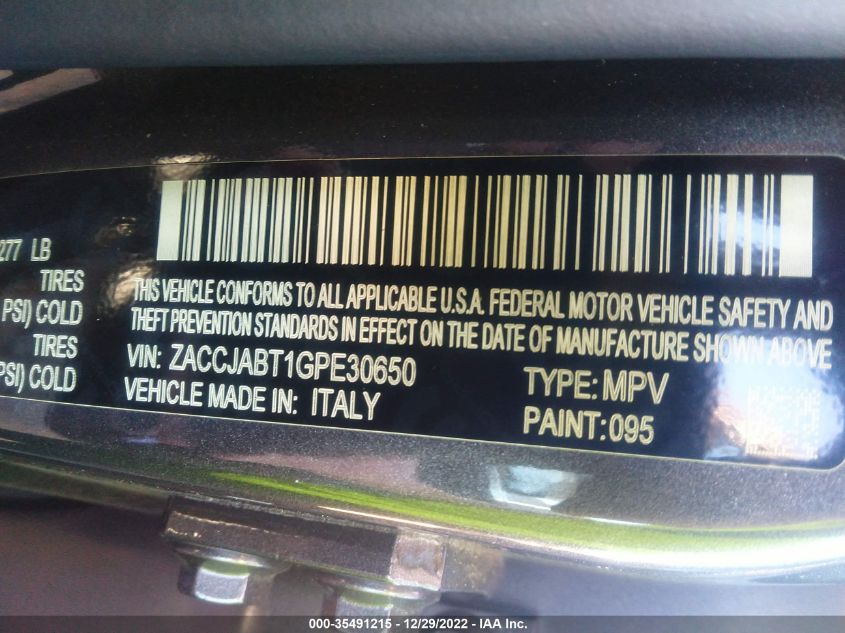 277 LB
TIRES
PSI) COLD
TIRES
PSI) COLD
THIS VEHICLE CONFORMS TO ALL APPLICABLE U.S.A. FEDERAL MOTOR VEHICLE SAFETY AND
THEFT PREVENTION STANDARDS IN EFFECT ON THE DATE OF MANUFACTURE SHOWN ABOVE
VIN: ZACCJABT1GPE30650
TYPE: MPV
VEHICLE MADE IN: ITALY
PAINT: 095
000-35491215 - 12/29/2022 - IAA Inc.